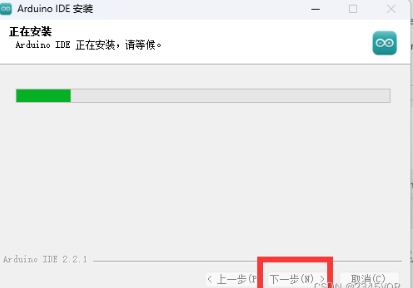 Arduino IDE 安装
正在安装
Arduino IDE 正在安装，请等候。
Arduino IDE 2.2.1
< 上一步(P
下一步(N) >
取消(C)
CSDN @2345VOR